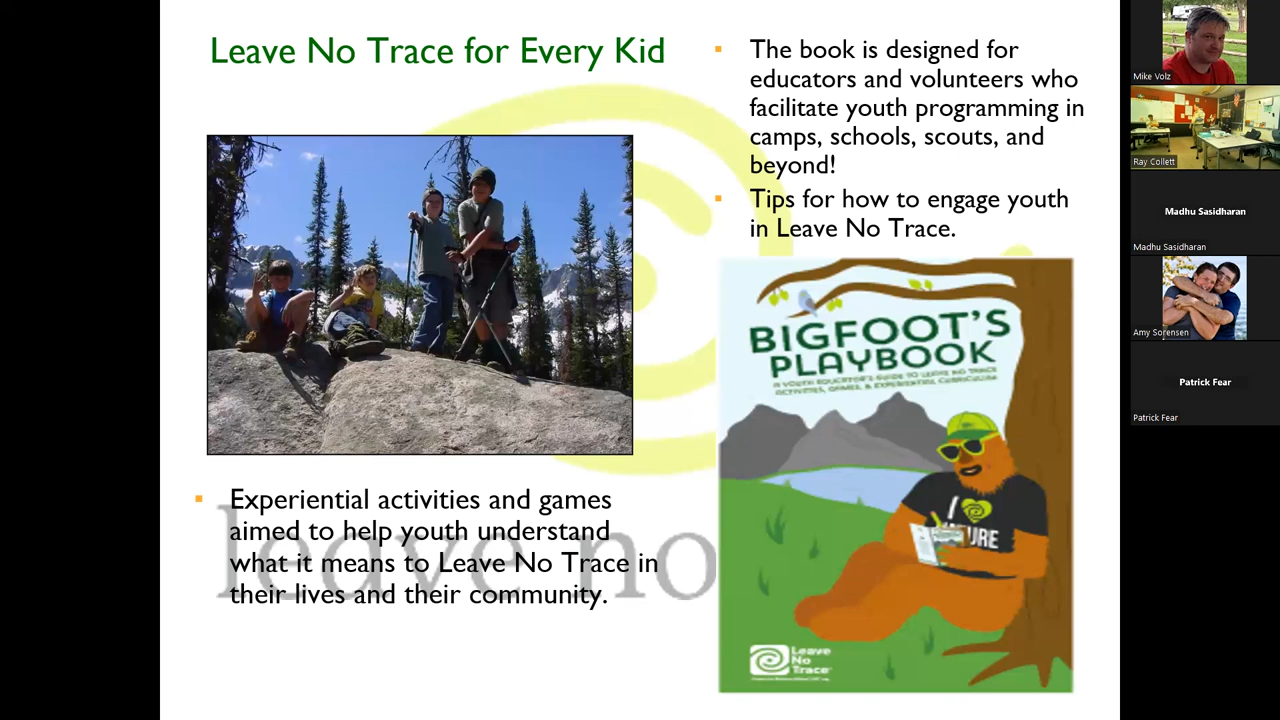 Leave No Trace for Every Kid
Experiential activities and games
aimed to help youth understand
what it means to Leave No Trace in
their lives and their community.
leave no
The book is designed for
educators and volunteers who
facilitate youth programming in
camps, schools, scouts, and
beyond!
Tips for how to engage youth
in Leave No Trace.
BIGFOOT'S
PLAYBOOK
A YOUTH EDUCATOR'S GUIDE TO LEAVE NO TRACE
ACTIVITIES, GAMES, & EXPERIENTIAL CURRICULUM
I
URE
Leave
No
Trace
Mike Volz
Ray Collett
Madhu Sasidharan
Madhu Sasidharan
Amy Sorensen
Patrick Fear
Patrick Fear